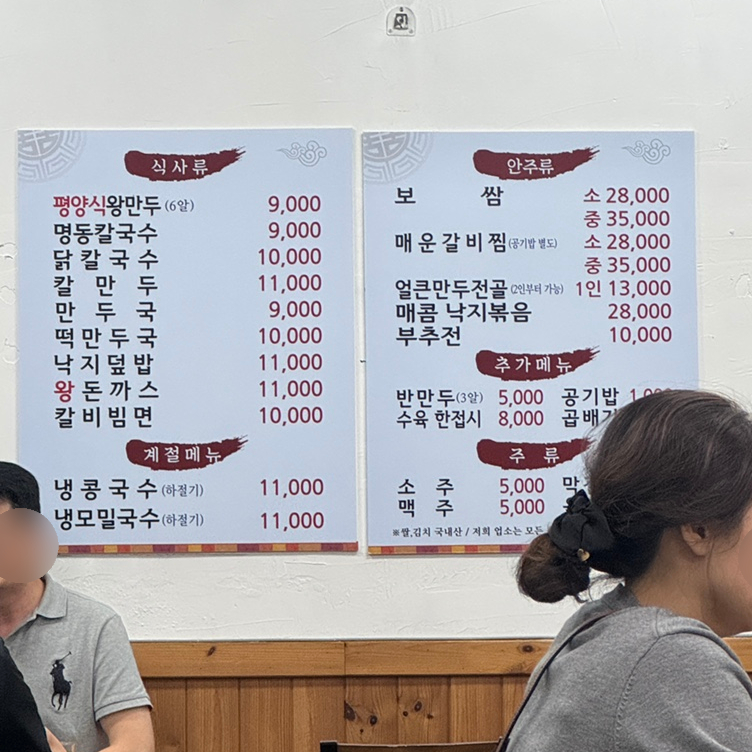 식사류
평양식왕만두(6알) 9,000
명동칼국수 9,000
닭칼국수 10,000
칼만두 11,000
만두국 9,000
떡만두국 10,000
낙지덮밥 11,000
왕돈까스 11,000
칼비빔면 10,000
계절메뉴
냉콩국수(하절기) 11,000
냉모밀국수(하절기) 11,000
안주류
보쌈 소 28,000
중 35,000
매운갈비찜(공기밥 별도) 소 28,000
중 35,000
얼큰만두전골(2인부터 가능) 1인 13,000
매콤 낙지볶음 28,000
부추전 10,000
추가메뉴
반만두(3알) 5,000 공기밥
수육 한접시 8,000
주류
소주 5,000
맥주 5,000
※쌀,김치 국내산 / 저희 업소는 모든